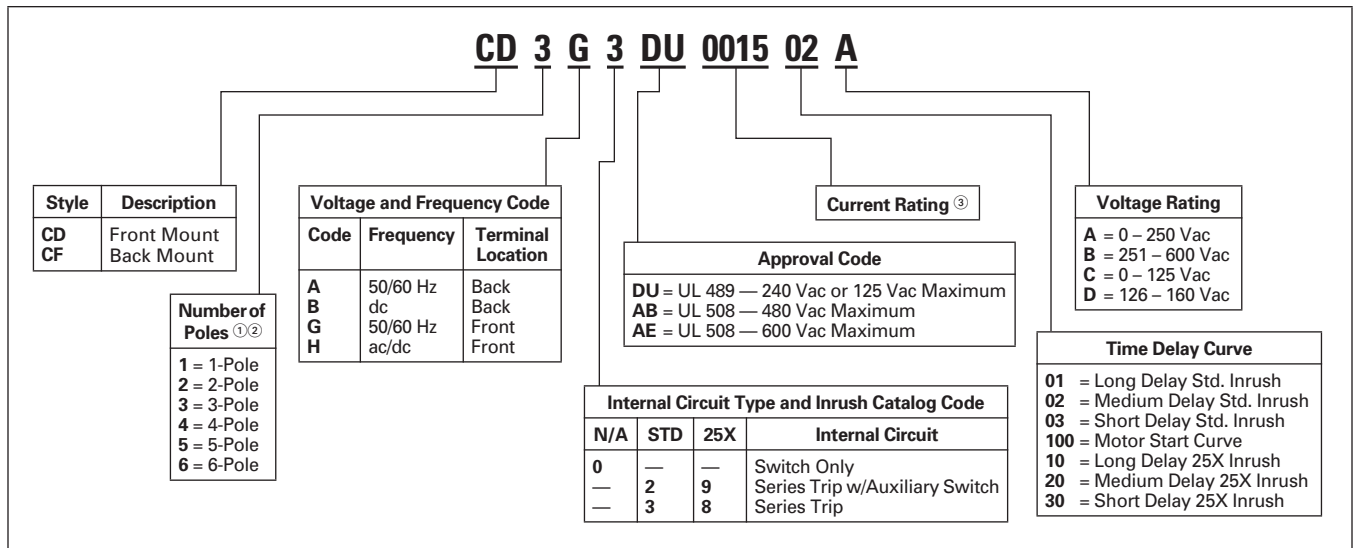 CD 3 G 3 DU 0015 02 A
Style Description
CD Front Mount
CF Back Mount
Number of
Poles ①②
1 = 1-Pole
2 = 2-Pole
3 = 3-Pole
4 = 4-Pole
5 = 5-Pole
6 = 6-Pole
Voltage and Frequency Code
Code Frequency Terminal
Location
A 50/60 Hz Back
B dc Back
G 50/60 Hz Front
H ac/dc Front
Internal Circuit Type and Inrush Catalog Code
N/A STD 25X Internal Circuit
0 — — Switch Only
— 2 9 Series Trip w/Auxiliary Switch
— 3 8 Series Trip
Approval Code
DU = UL 489 — 240 Vac or 125 Vac Maximum
AB = UL 508 — 480 Vac Maximum
AE = UL 508 — 600 Vac Maximum
Current Rating ③
Time Delay Curve
01 = Long Delay Std. Inrush
02 = Medium Delay Std. Inrush
03 = Short Delay Std. Inrush
100 = Motor Start Curve
10 = Long Delay 25X Inrush
20 = Medium Delay 25X Inrush
30 = Short Delay 25X Inrush
Voltage Rating
A = 0 – 250 Vac
B = 251 – 600 Vac
C = 0 – 125 Vac
D = 126 – 160 Vac